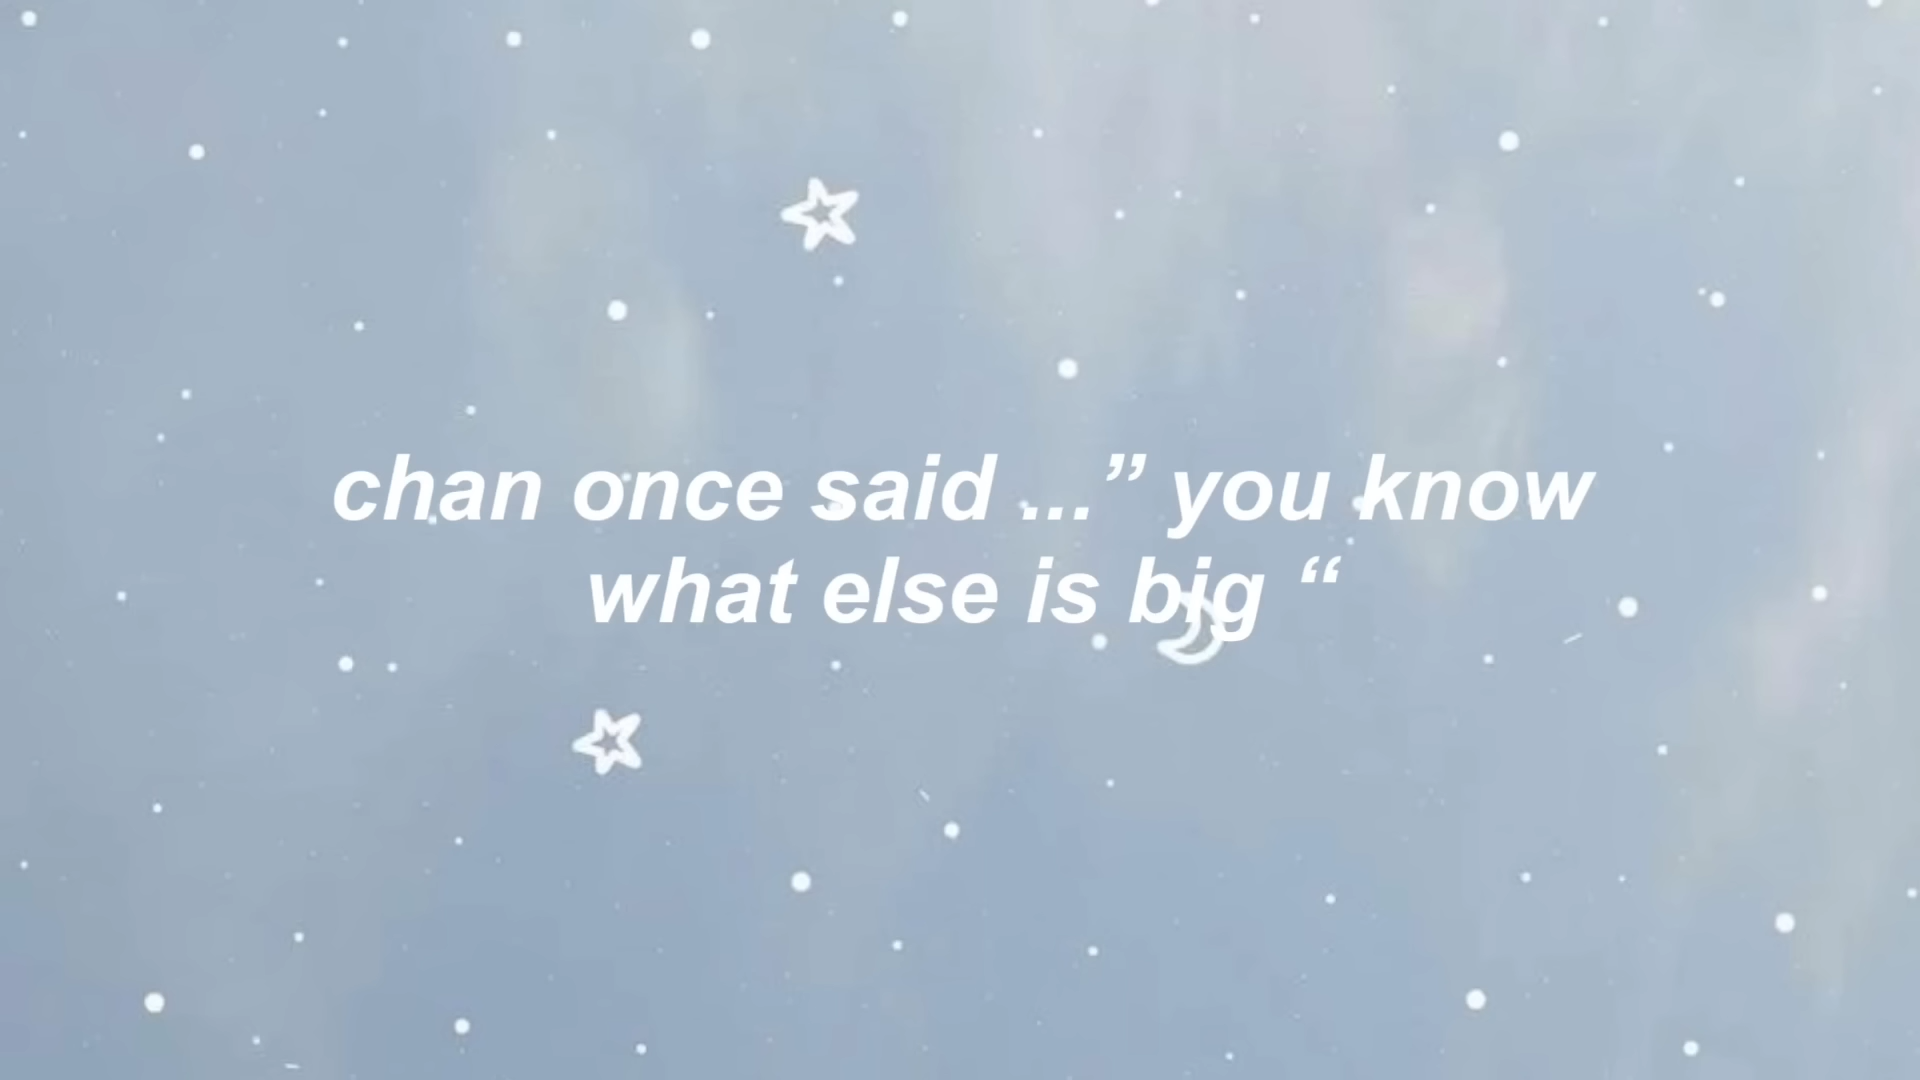 chan once said ...” you know
what else is big “